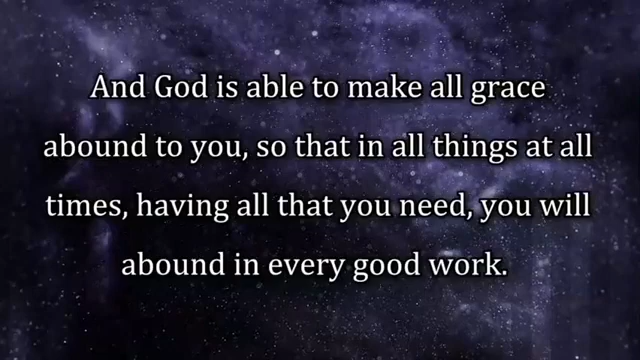 And God is able to make all grace
abound to you, so that in all things at all
times, having all that you need, you will
abound in every good work.